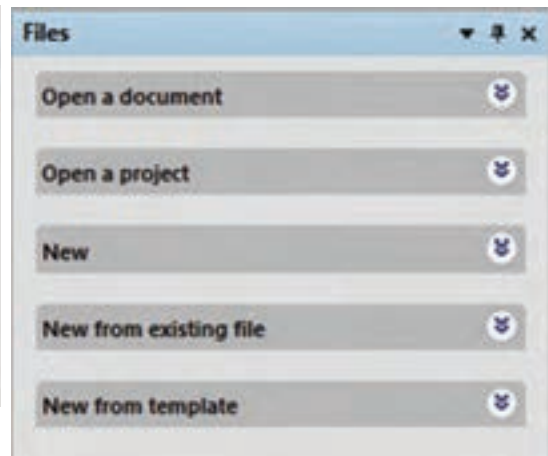 Files
Open a document
Open a project
New
New from existing file
New from template